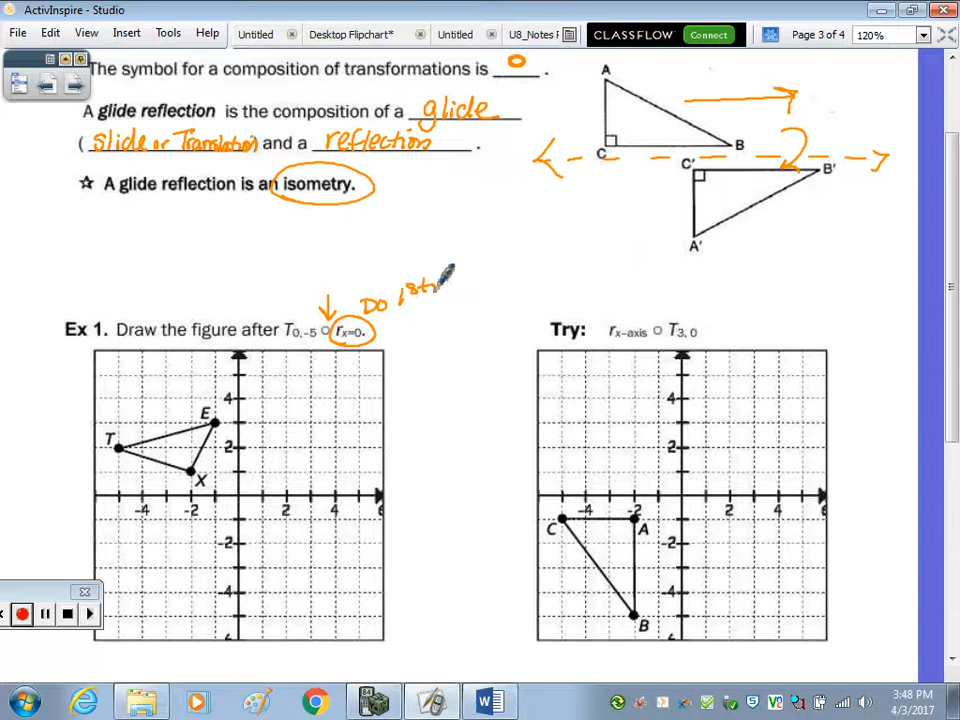 ActivInspire
File Edit View Insert Tools Help Untitled Desktop Flipchart* Untitled U8_Notes F CLASSFLOW Connect Page 3 of 4 120%
The symbol for a composition of transformations is o .
A glide reflection is the composition of a glide
( slide or Translation) and a reflection .
☆ A glide reflection is an isometry.
A
C B
C' B'
A'
Do 1st
Ex 1. Draw the figure after T0,-5 ○ rx=0.
Try: rx-axis ○ T3, 0
4
E
T
2
X
-4 -2 2 4 6
-2
-4
6
4
2
-4 -2 2 4 6
C A
-2
-4
B
6
3:48 PM
4/3/2017